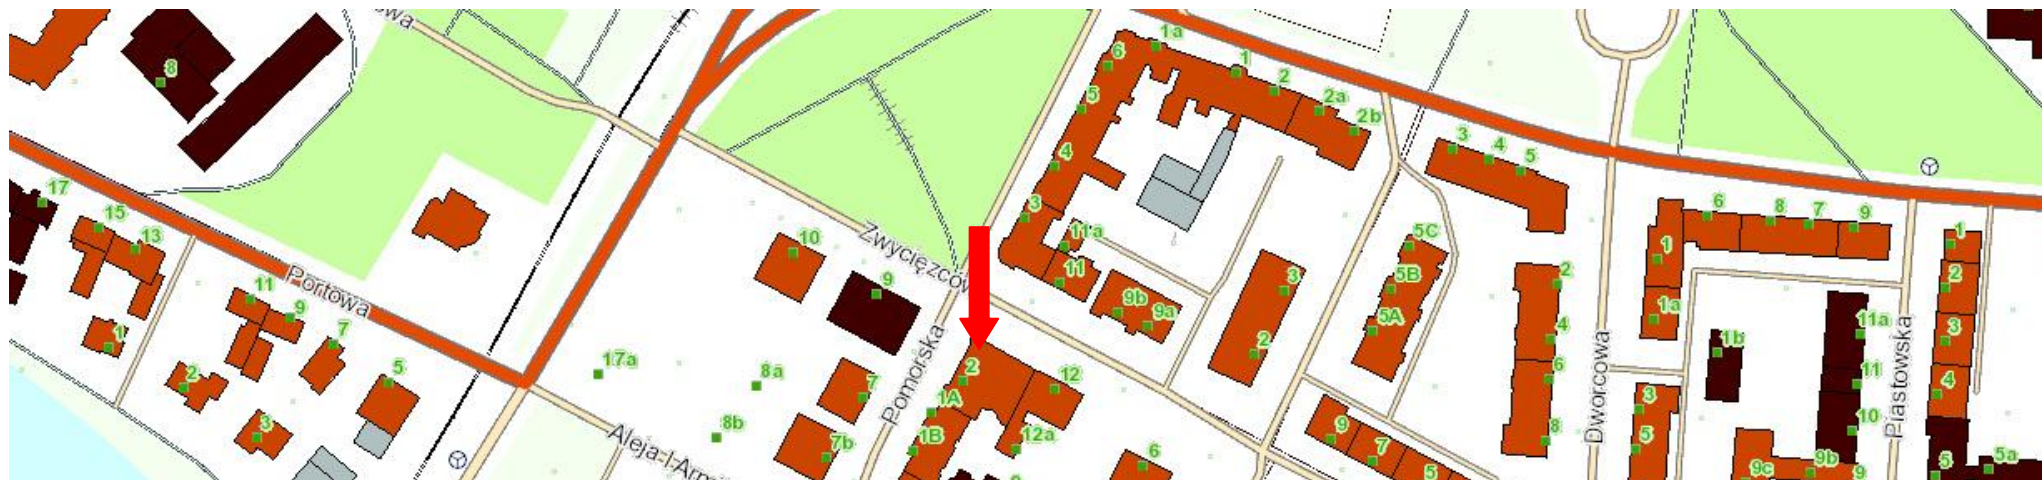 owa
8
6
1a
1
2
2a
2b
5
4
3
3
4
5
17
15
13
11a
11
10
9
Zwycięzców
5C
5B
5A
3
2
9b
9a
6
8
7
9
1
1a
1
2
3
4
2
4
6
8
Portowa
11
9
7
5
1
2
3
17a
8a
8b
7
7b
Pomorska
2
1A
1B
12
12a
6
9
7
5
Dworcowa
3
5
1b
11a
11
10
Piastowska
9c
9b
9
5
5a
Aleja I Armi